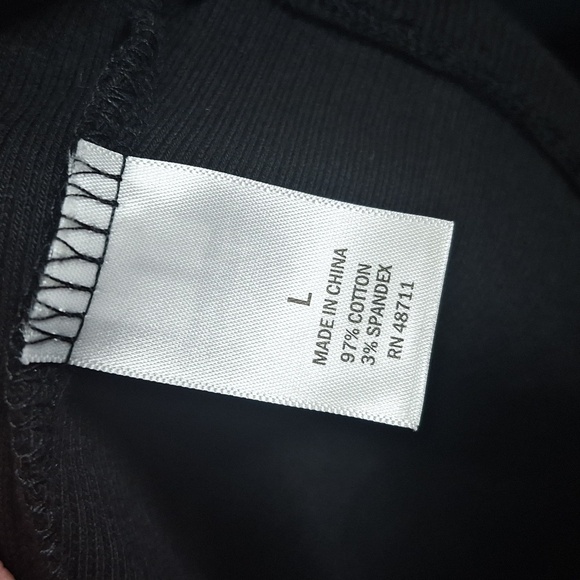 L
MADE IN CHINA
97% COTTON
3% SPANDEX
RN 48711